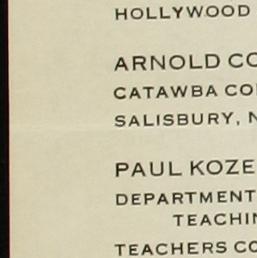 HOLLYWOOD
ARNOLD CO
CATAWBA CO
SALISBURY, N
PAUL KOZE
DEPARTMENT
TEACHIN
TEACHERS CO